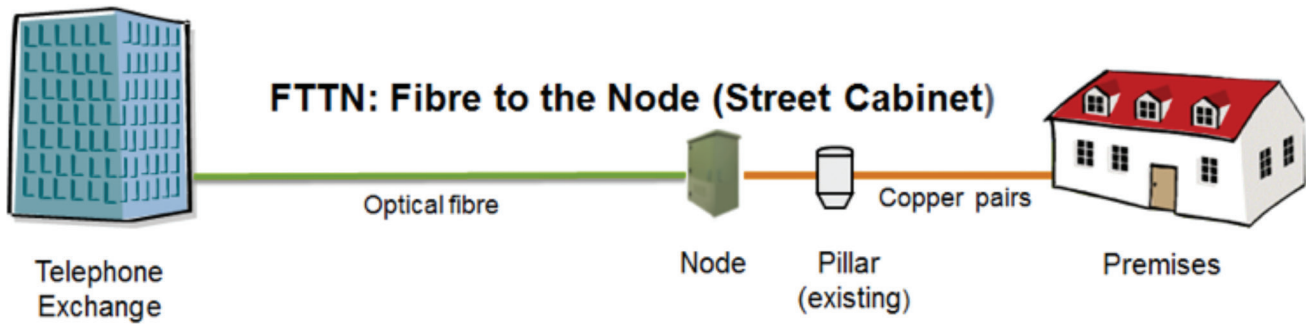 FTTN: Fibre to the Node (Street Cabinet)
Optical fibre
Copper pairs
Telephone
Exchange
Node
Pillar
(existing)
Premises